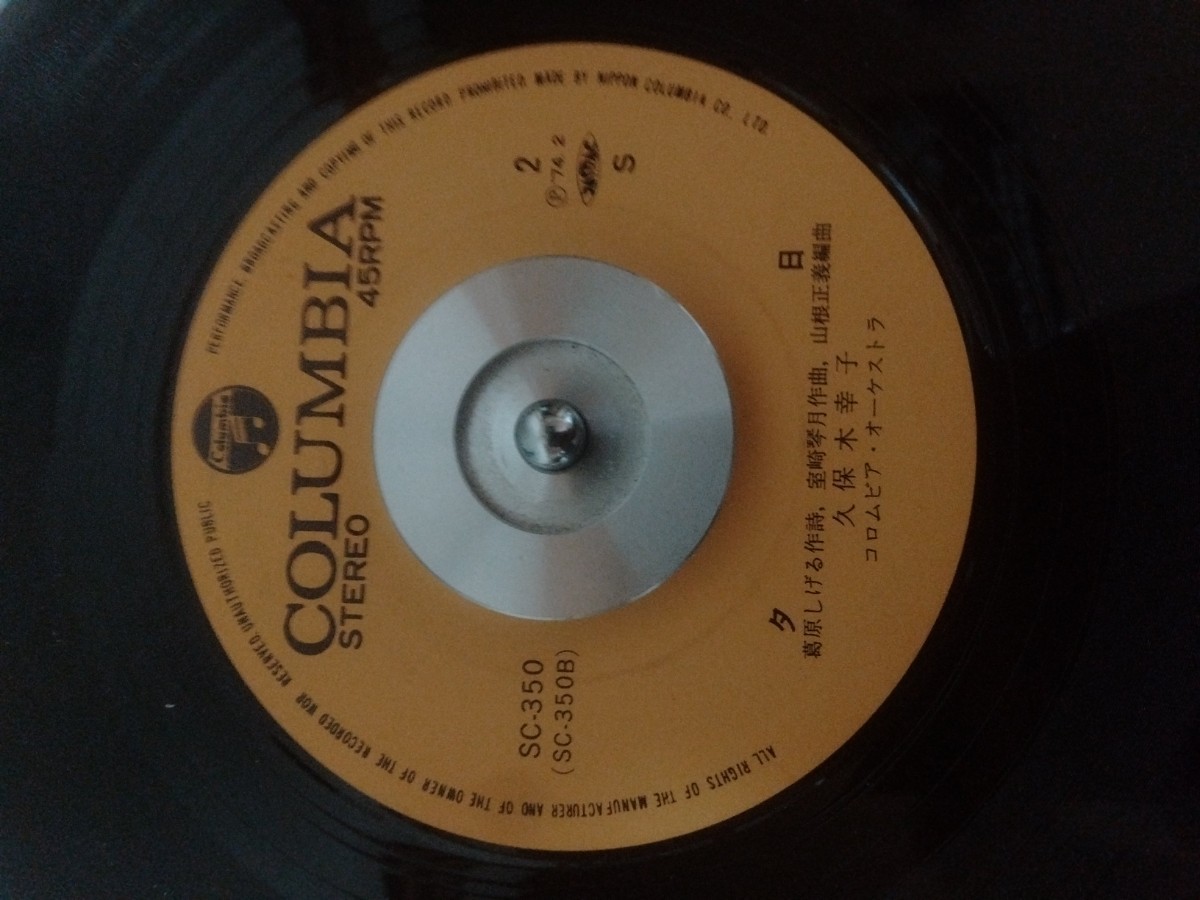 Columbia
COLUMBIA
STEREO 45RPM
SC-350
(SC-350B)
2
Ⓟ'74.2
S
夕日
葛原しげる作詩, 室崎琴月作曲, 山根正義編曲
久保木幸子
コロムビア・オーケストラ
ALL RIGHTS OF THE MANUFACTURER AND OF THE OWNER OF THE RECORDED WOR RESERVED. UNAUTHORIZED PUBLIC PERFORMANCE BROADCASTING AND COPYING OF THIS RECORD PROHIBITED MADE BY NIPPON COLUMBIA CO., LTD.